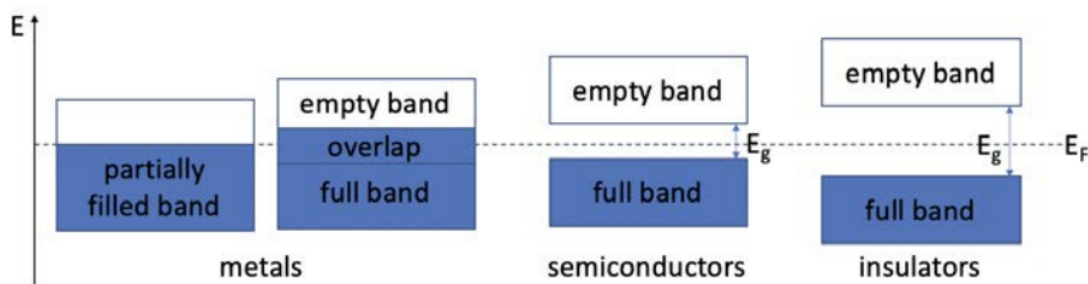 E
empty band
overlap
full band
partially
filled band
empty band
E_g
full band
empty band
E_g
full band
E_F
metals
semiconductors
insulators